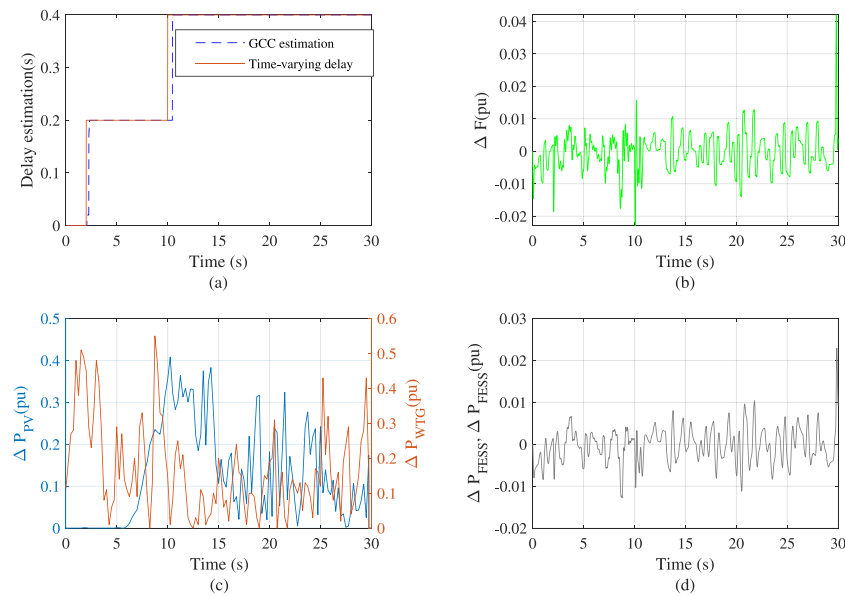 0.4
0.3
0.2
0.1
0
Delay estimation(s)
GCC estimation
Time-varying delay
0 5 10 15 20 25 30
Time (s)
(a)
0.04
0.03
0.02
0.01
0
-0.01
-0.02
Δ F(pu)
0 5 10 15 20 25 30
Time (s)
(b)
0.5
0.4
0.3
0.2
0.1
0
Δ P_PV(pu)
0.6
0.5
0.4
0.3
0.2
0.1
0
Δ P_WTG(pu)
0 5 10 15 20 25 30
Time (s)
(c)
0.03
0.02
0.01
0
-0.01
-0.02
Δ P_FESS, Δ P_FESS(pu)
0 5 10 15 20 25 30
Time (s)
(d)